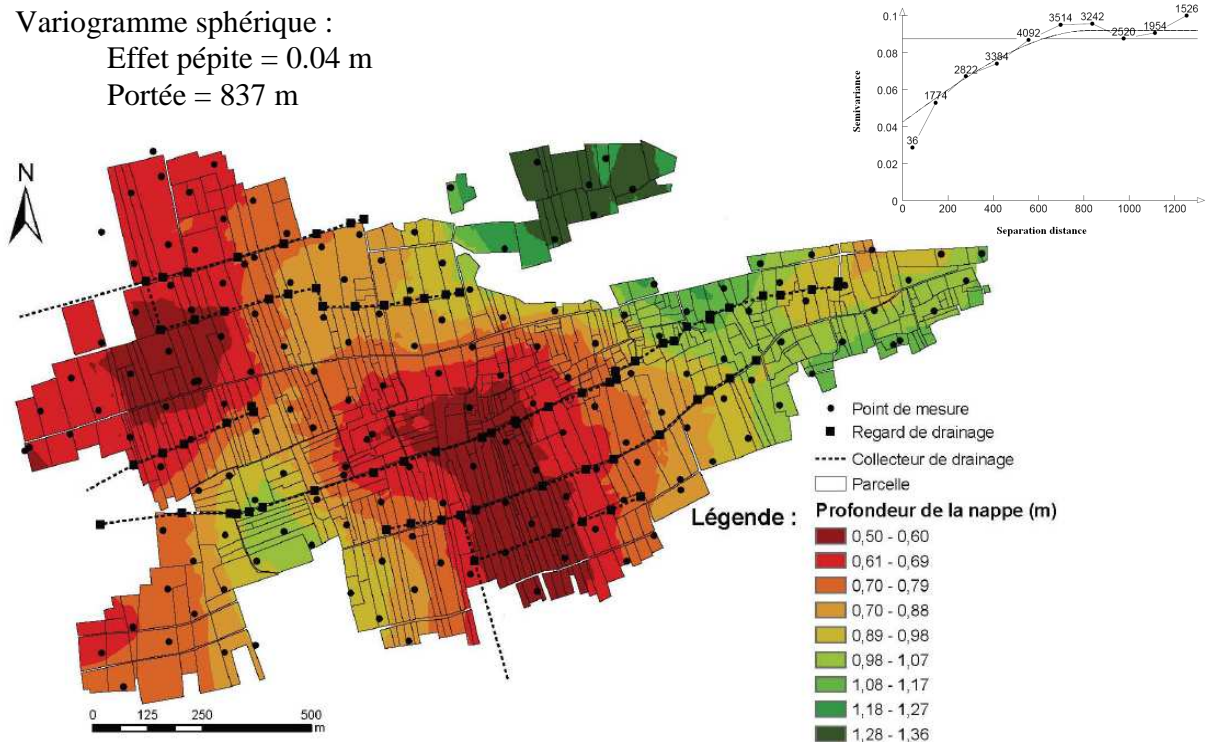 Variogramme sphérique :
Effet pépite = 0.04 m
Portée = 837 m
0.1
0.08
0.06
0.04
0.02
0
0 200 400 600 800 1000 1200
Semivariance
Separation distance
36
1774
2822
3384
4092
3514
3242
2520
1954
1526
N
Point de mesure
Regard de drainage
Collecteur de drainage
Parcelle
Légende :
Profondeur de la nappe (m)
0,50 - 0,60
0,61 - 0,69
0,70 - 0,79
0,70 - 0,88
0,89 - 0,98
0,98 - 1,07
1,08 - 1,17
1,18 - 1,27
1,28 - 1,36
0 125 250 500
m